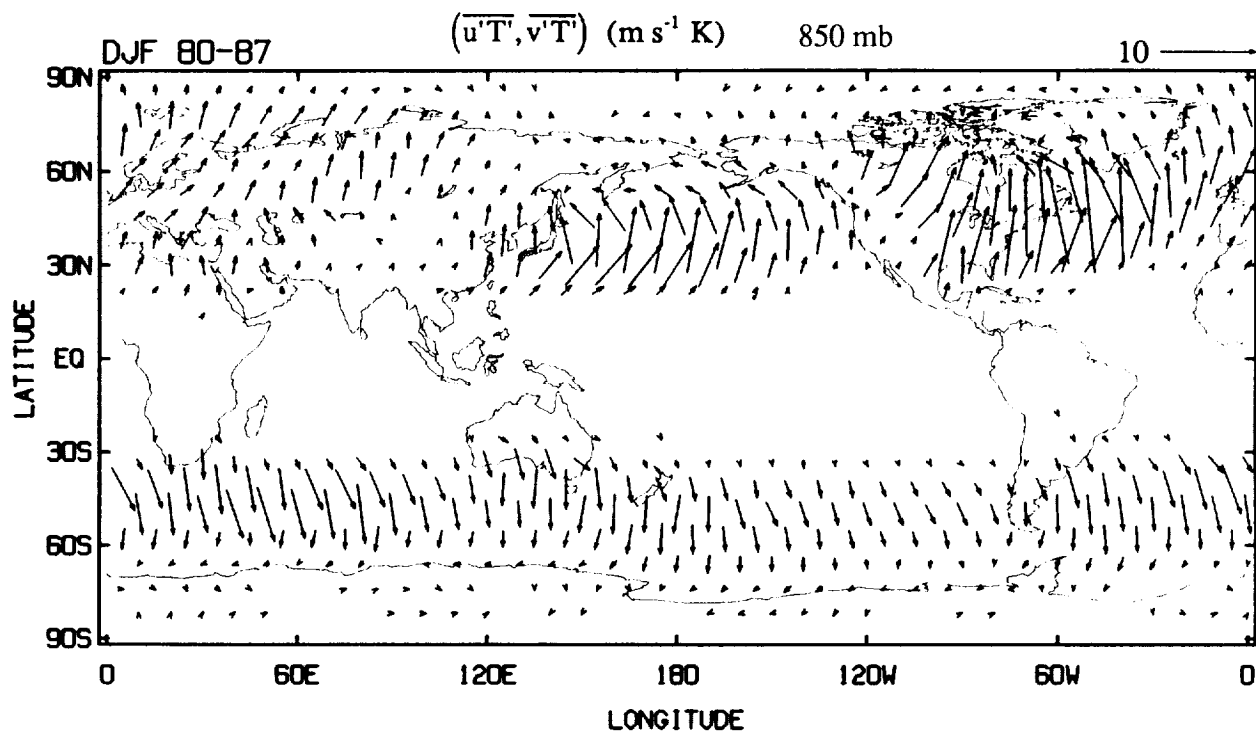 (u'T', v'T') (m s⁻¹ K) 850 mb
DJF 80-87
10
90N
60N
30N
EQ
30S
60S
90S
LATITUDE
0 60E 120E 180 120W 60W 0
LONGITUDE